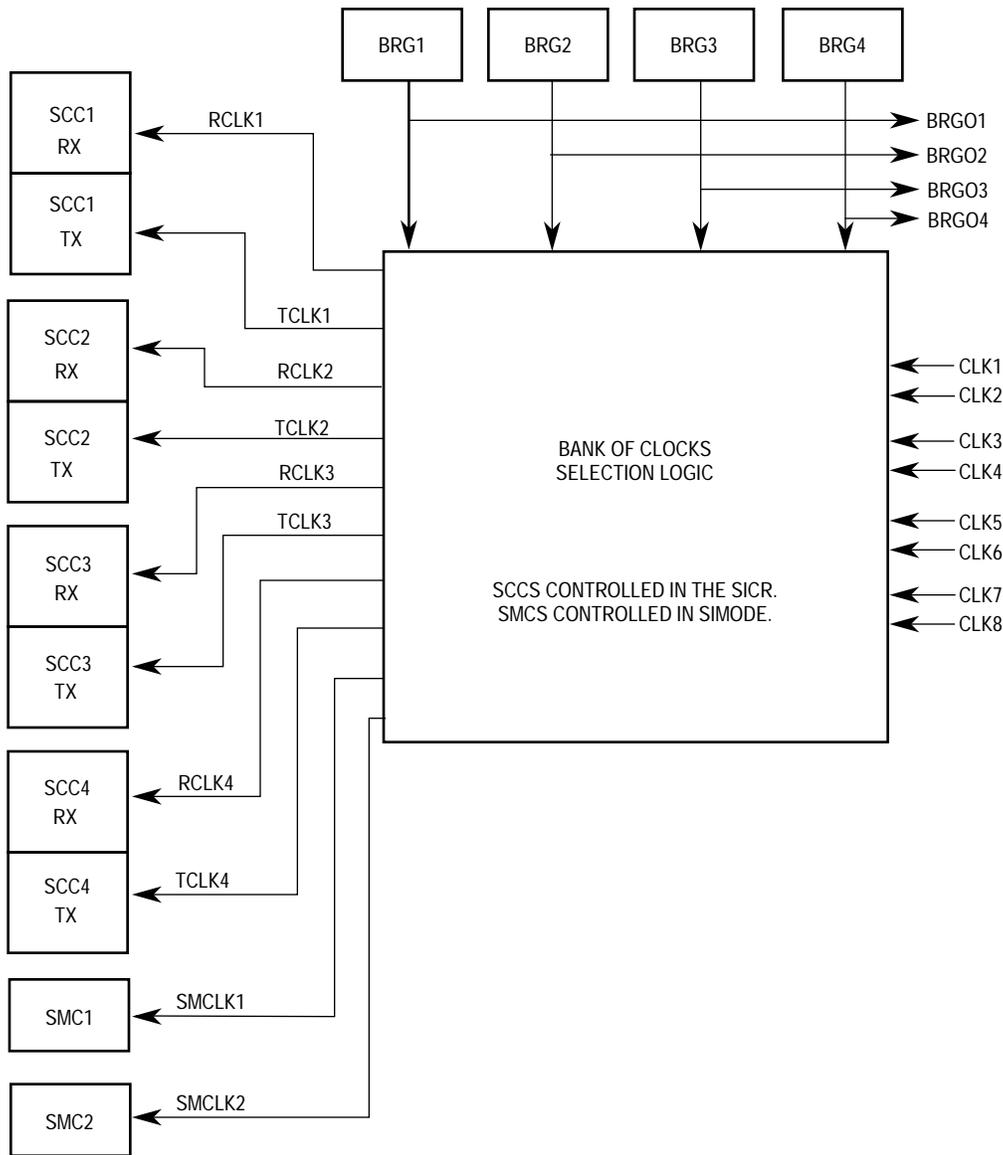 BRG1
BRG2
BRG3
BRG4
BRGO1
BRGO2
BRGO3
BRGO4
SCC1
RX
RCLK1
SCC1
TX
TCLK1
SCC2
RX
RCLK2
SCC2
TX
TCLK2
RCLK3
TCLK3
SCC3
RX
SCC3
TX
SCC4
RX
RCLK4
SCC4
TX
TCLK4
SMC1
SMCLK1
SMC2
SMCLK2
BANK OF CLOCKS
SELECTION LOGIC
SCCS CONTROLLED IN THE SICR.
SMCS CONTROLLED IN SIMODE.
CLK1
CLK2
CLK3
CLK4
CLK5
CLK6
CLK7
CLK8